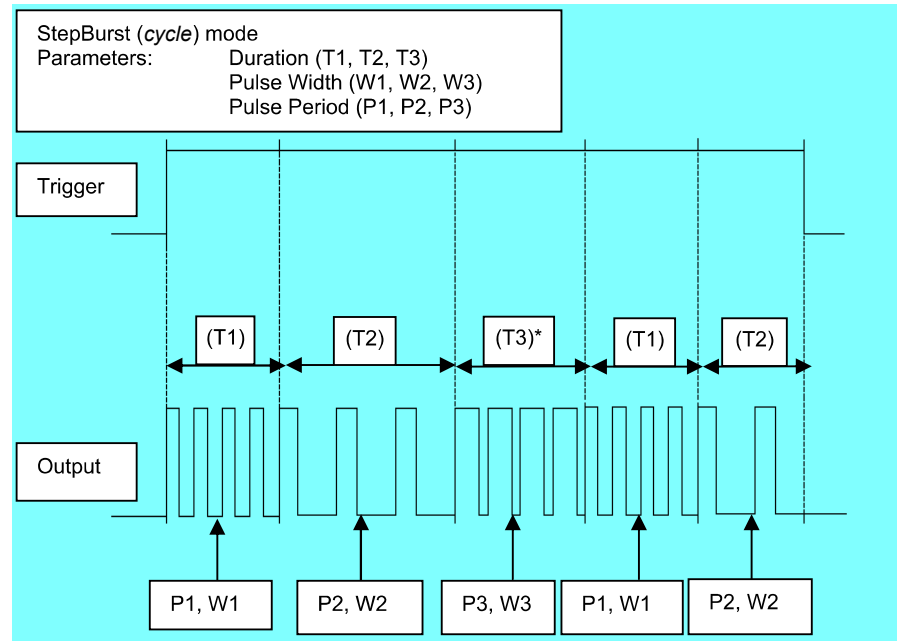 StepBurst (cycle) mode
Parameters: Duration (T1, T2, T3)
Pulse Width (W1, W2, W3)
Pulse Period (P1, P2, P3)
Trigger
(T1) (T2) (T3)* (T1) (T2)
Output
P1, W1 P2, W2 P3, W3 P1, W1 P2, W2